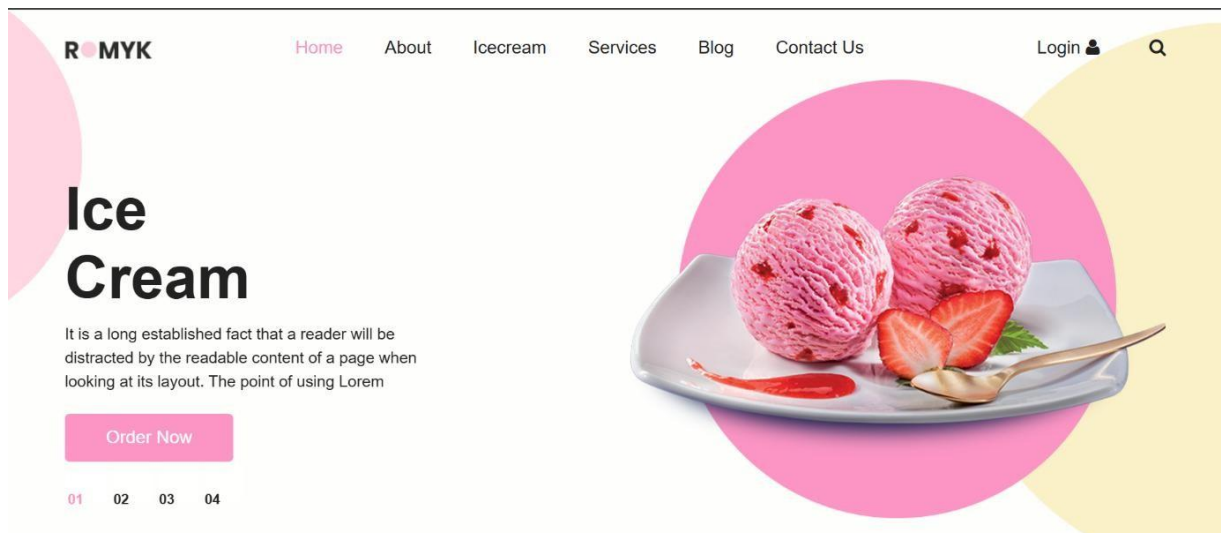 ROMYK
Home About Icecream Services Blog Contact Us Login
Ice
Cream
It is a long established fact that a reader will be
distracted by the readable content of a page when
looking at its layout. The point of using Lorem
Order Now
01 02 03 04